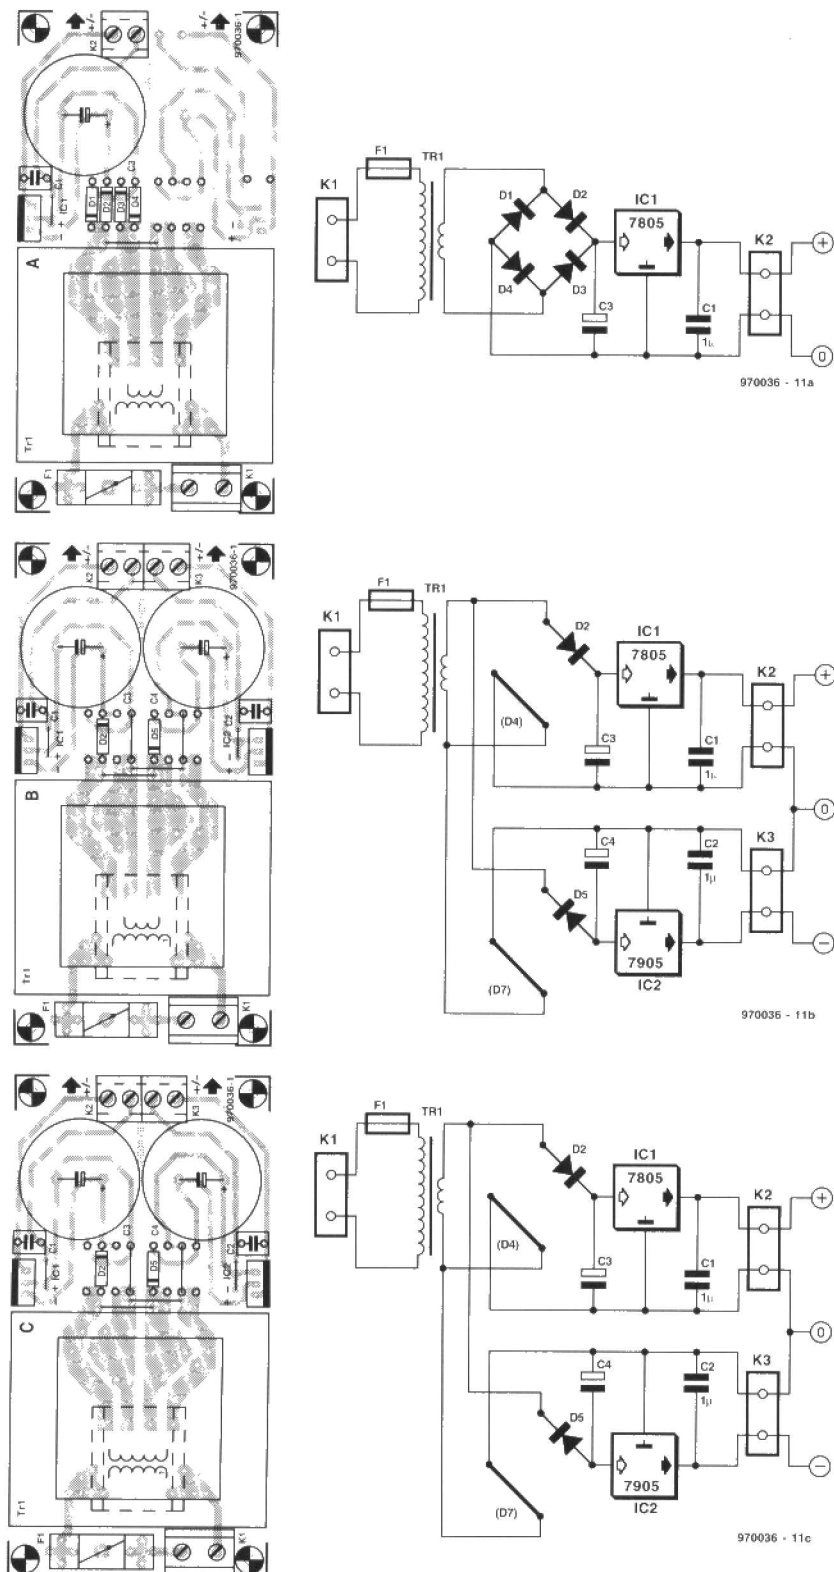 +/-
K2
970036-1
C1
IC1
- +
D1
D2
D3
D4
C3
+ -
A
Tr1
F1
K1
K1
F1
TR1
D1
D2
D4
D3
C3
IC1
7805
C1
K2
+
0
970036 - 11a
+/-
K2
+/-
K3
970036-1
C1
IC1
- +
D2
C3
C4
D5
C2
IC2
+ -
B
Tr1
F1
K1
K1
F1
TR1
D2
(D4)
C3
IC1
7805
C1
1µ
K2
+
0
D5
(D7)
C4
7905
IC2
C2
1µ
K3
−
970036 - 11b
+/-
K2
+/-
K3
970036-1
C1
IC1
- +
D2
C3
C4
D5
C2
IC2
+ -
C
Tr1
F1
K1
K1
F1
TR1
D2
(D4)
C3
IC1
7805
C1
1µ
K2
+
0
D5
(D7)
C4
7905
IC2
C2
1µ
K3
−
970036 - 11c